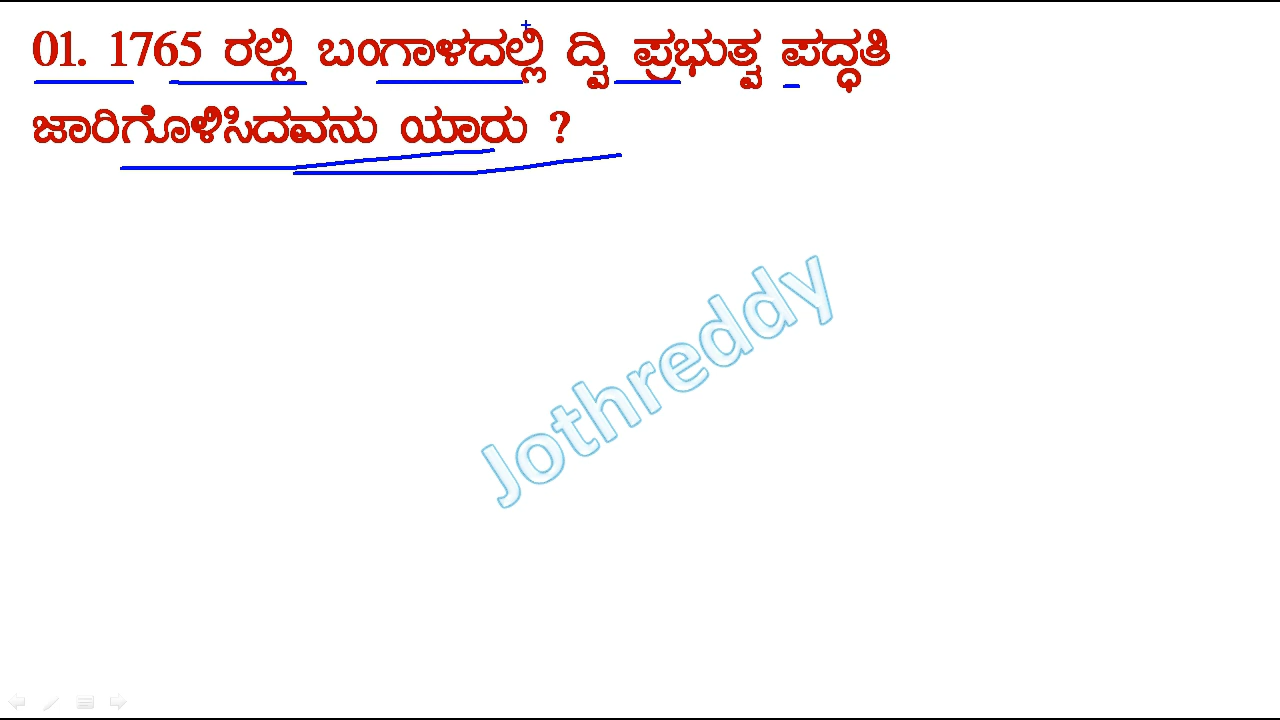 01. 1765 ರಲ್ಲಿ ಬಂಗಾಳದಲ್ಲಿ ದ್ವಿ ಪ್ರಭುತ್ವ ಪದ್ಧತಿ
ಜಾರಿಗೊಳಿಸಿದವನು ಯಾರು ?
Jothreddy